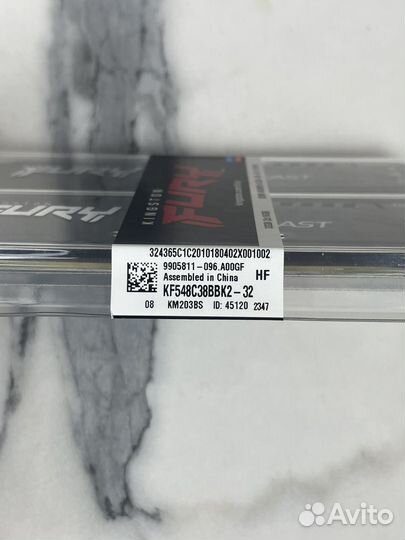 FURY
KINGSTON
FURY
AST
324365C1C2010180402X001002
9905811-096.A00GF
Assembled in China
HF
KF548C38BBK2-32
08 KM203BS ID: 45120 2347
Avito